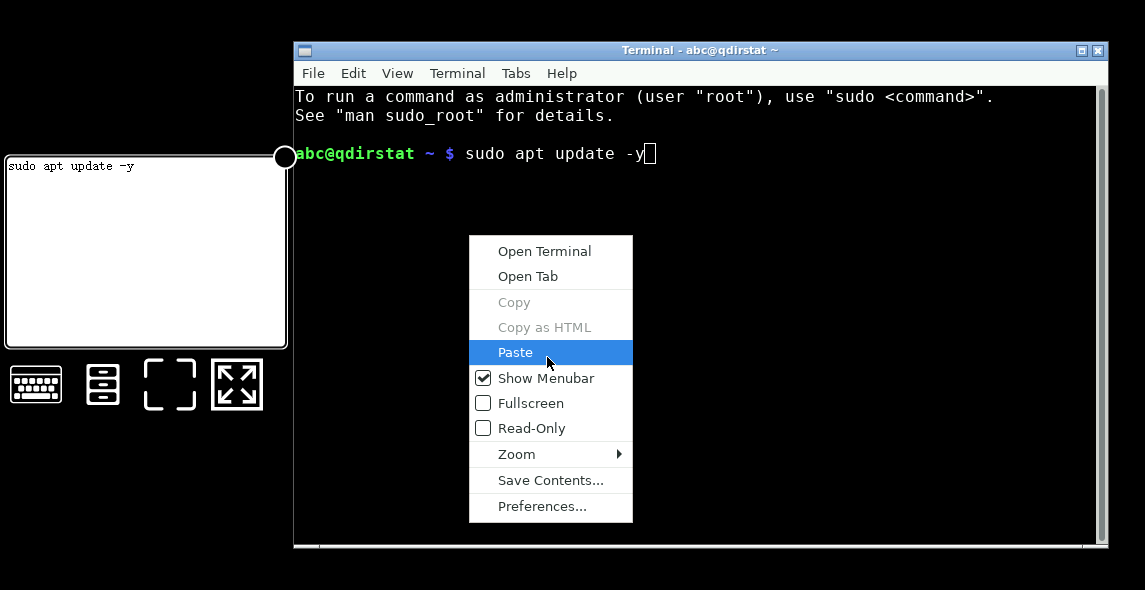 Terminal - abc@qdirstat ~
File Edit View Terminal Tabs Help
To run a command as administrator (user "root"), use "sudo <command>".
See "man sudo_root" for details.
abc@qdirstat ~ $ sudo apt update -y
sudo apt update -y
Open Terminal
Open Tab
Copy
Copy as HTML
Paste
Show Menubar
Fullscreen
Read-Only
Zoom
Save Contents...
Preferences...